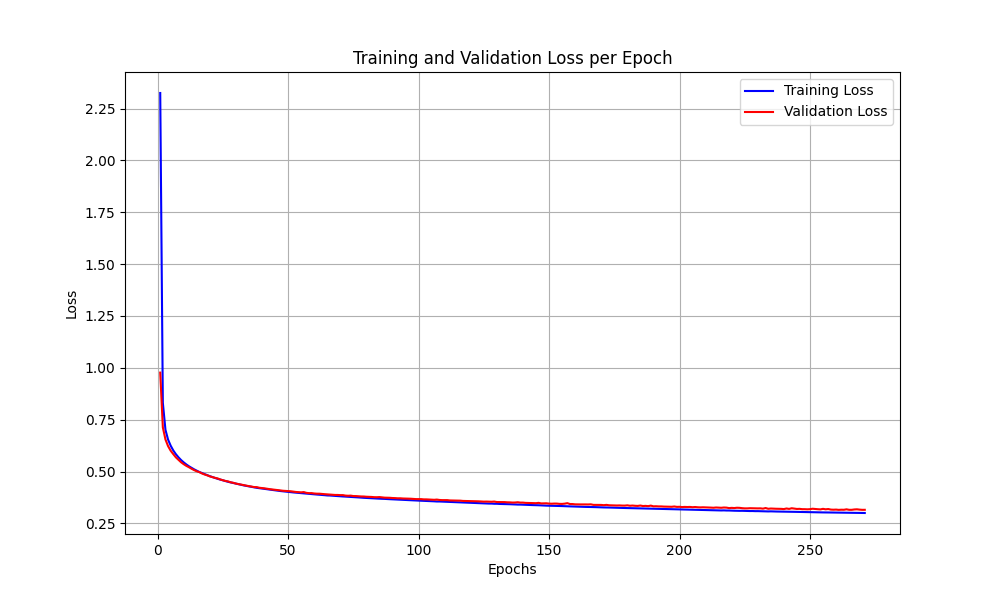 Training and Validation Loss per Epoch
Training Loss
Validation Loss
2.25
2.00
1.75
1.50
1.25
1.00
0.75
0.50
0.25
Loss
0 50 100 150 200 250
Epochs